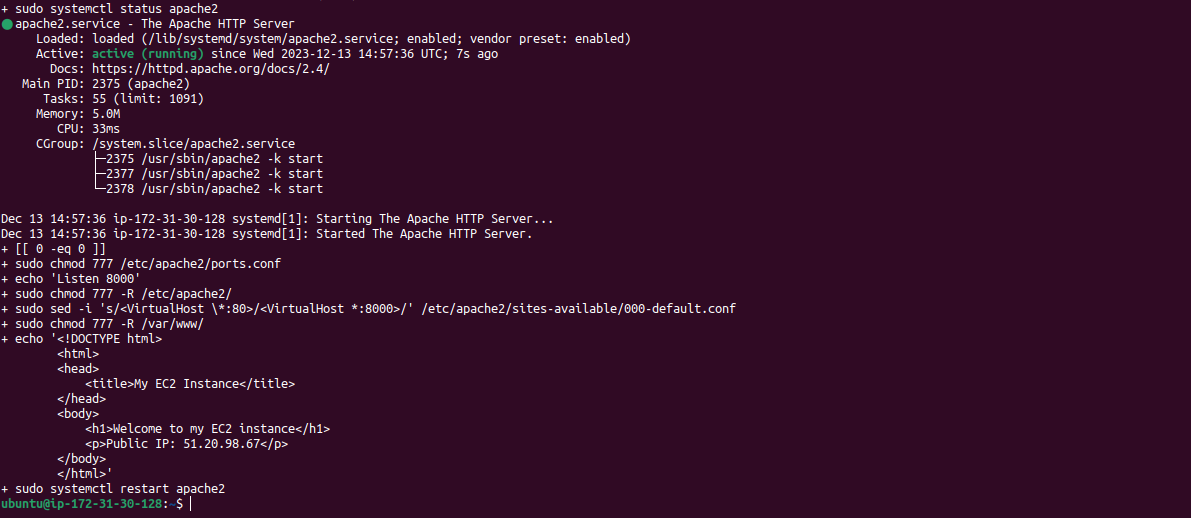 + sudo systemctl status apache2
● apache2.service - The Apache HTTP Server
     Loaded: loaded (/lib/systemd/system/apache2.service; enabled; vendor preset: enabled)
     Active: active (running) since Wed 2023-12-13 14:57:36 UTC; 7s ago
       Docs: https://httpd.apache.org/docs/2.4/
   Main PID: 2375 (apache2)
      Tasks: 55 (limit: 1091)
     Memory: 5.0M
        CPU: 33ms
     CGroup: /system.slice/apache2.service
             ├─2375 /usr/sbin/apache2 -k start
             ├─2377 /usr/sbin/apache2 -k start
             └─2378 /usr/sbin/apache2 -k start

Dec 13 14:57:36 ip-172-31-30-128 systemd[1]: Starting The Apache HTTP Server...
Dec 13 14:57:36 ip-172-31-30-128 systemd[1]: Started The Apache HTTP Server.
+ [[ 0 -eq 0 ]]
+ sudo chmod 777 /etc/apache2/ports.conf
+ echo 'Listen 8000'
+ sudo chmod 777 -R /etc/apache2/
+ sudo sed -i 's/<VirtualHost \*:80>/<VirtualHost *:8000>/' /etc/apache2/sites-available/000-default.conf
+ sudo chmod 777 -R /var/www/
+ echo '<!DOCTYPE html>
        <html>
        <head>
            <title>My EC2 Instance</title>
        </head>
        <body>
            <h1>Welcome to my EC2 instance</h1>
            <p>Public IP: 51.20.98.67</p>
        </body>
        </html>'
+ sudo systemctl restart apache2
ubuntu@ip-172-31-30-128:~$